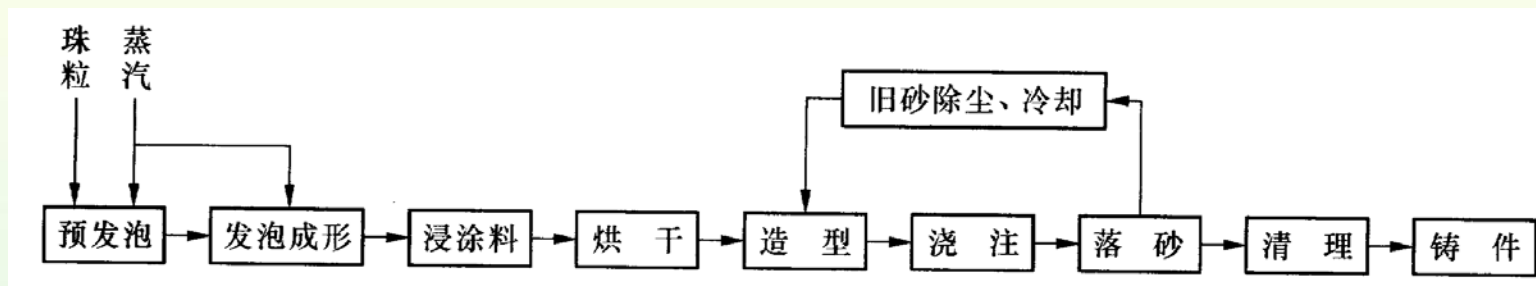 珠粒
蒸汽
旧砂除尘、冷却
预发泡
发泡成形
浸涂料
烘干
造型
浇注
落砂
清理
铸件